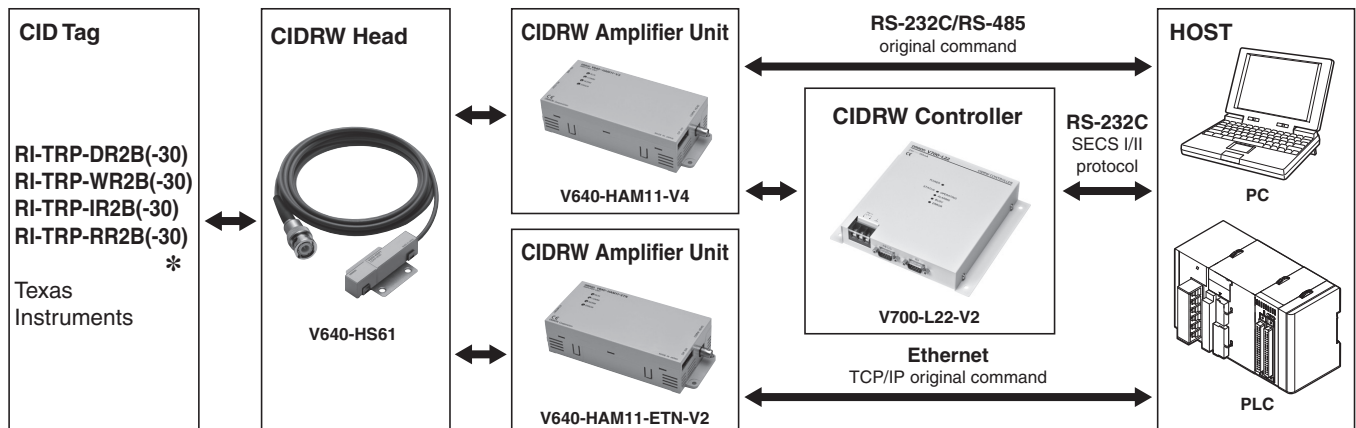 CID Tag
RI-TRP-DR2B(-30)
RI-TRP-WR2B(-30)
RI-TRP-IR2B(-30)
RI-TRP-RR2B(-30)
*
Texas
Instruments
CIDRW Head
V640-HS61
CIDRW Amplifier Unit
V640-HAM11-V4
CIDRW Amplifier Unit
V640-HAM11-ETN-V2
RS-232C/RS-485
original command
CIDRW Controller
V700-L22-V2
RS-232C
SECS I/II
protocol
Ethernet
TCP/IP original command
HOST
PC
PLC